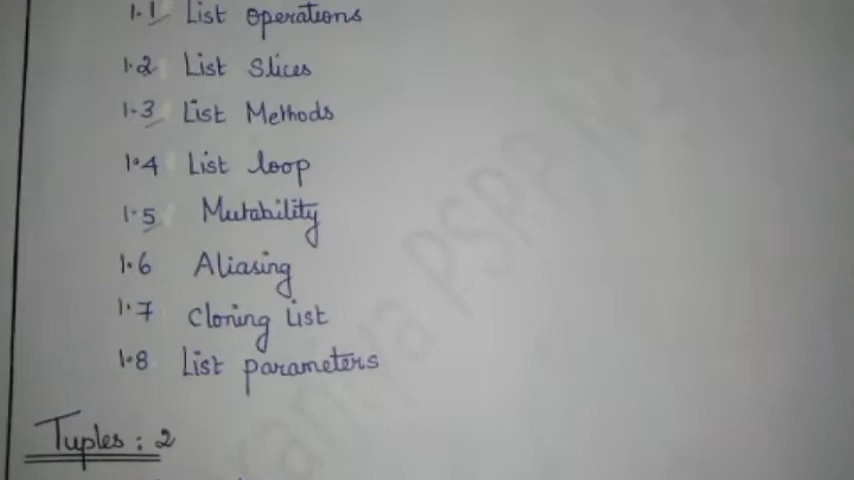 1.1 List operations
1.2 List Slices
1.3 List Methods
1.4 List loop
1.5 Mutability
1.6 Aliasing
1.7 Cloning List
1.8 List parameters
Tuples : 2